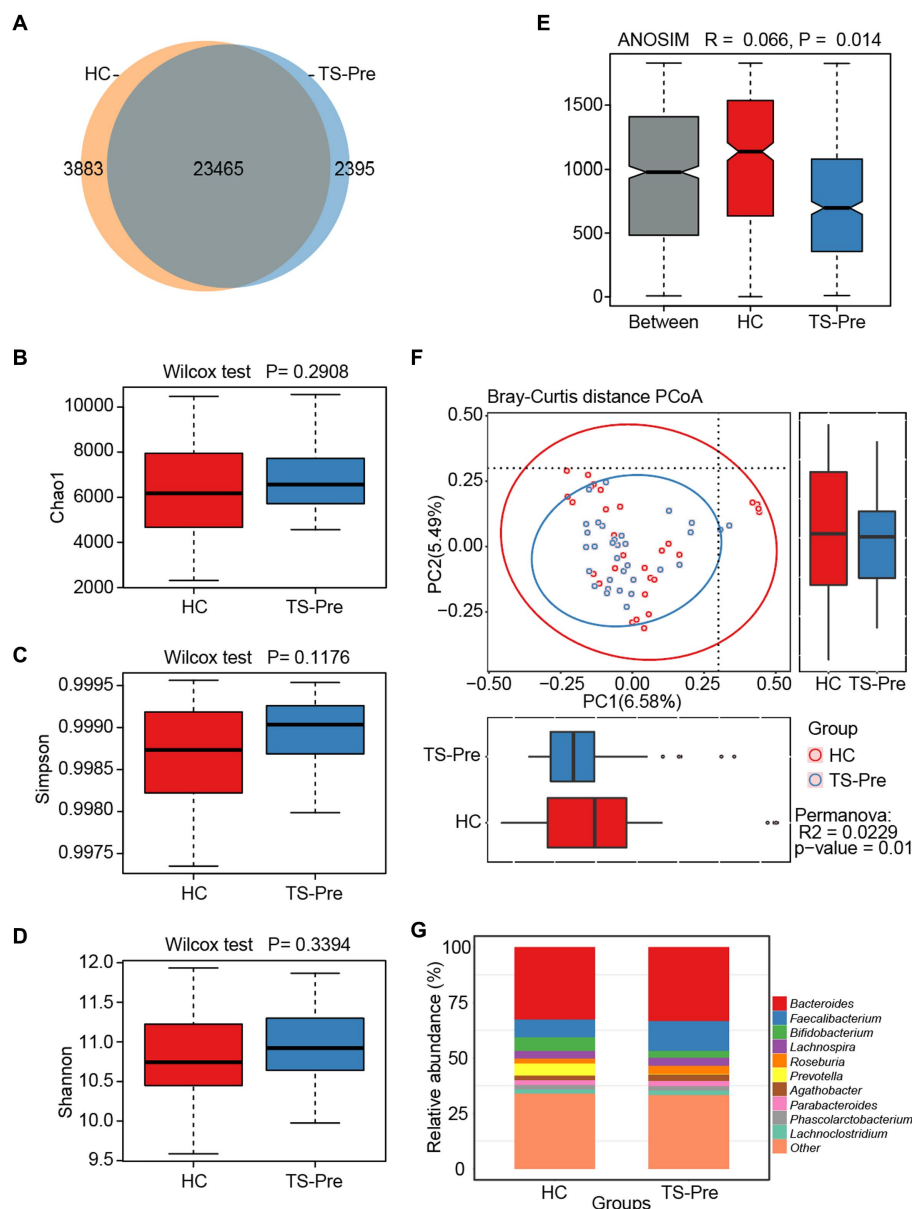 A
HC
TS-Pre
3883
23465
2395
B
Wilcox test P= 0.2908
Chao1
10000
8000
6000
4000
2000
HC
TS-Pre
C
Wilcox test P= 0.1176
Simpson
0.9995
0.9990
0.9985
0.9980
0.9975
HC
TS-Pre
D
Wilcox test P= 0.3394
Shannon
12.0
11.5
11.0
10.5
10.0
9.5
HC
TS-Pre
E
ANOSIM R = 0.066, P = 0.014
1500
1000
500
0
Between
HC
TS-Pre
F
Bray-Curtis distance PCoA
PC2(5.49%)
0.50
0.25
0.00
−0.25
−0.50
−0.25
0.00
0.25
0.50
PC1(6.58%)
HC
TS-Pre
TS-Pre
HC
Group
HC
TS-Pre
Permanova:
R2 = 0.0229
p−value = 0.01
G
Relative abundance (%)
100
75
50
25
0
HC
TS-Pre
Groups
Bacteroides
Faecalibacterium
Bifidobacterium
Lachnospira
Roseburia
Prevotella
Agathobacter
Parabacteroides
Phascolarctobacterium
Lachnoclostridium
Other